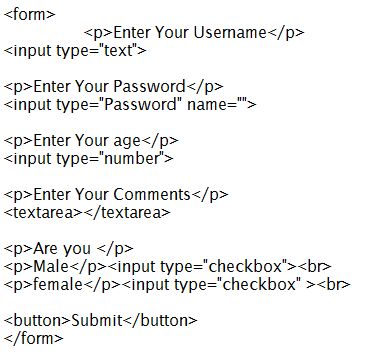 <form>
<p>Enter Your Username</p>
<input type="text">
<p>Enter Your Password</p>
<input type="Password" name="">
<p>Enter Your age</p>
<input type="number">
<p>Enter Your Comments</p>
<textarea></textarea>
<p>Are you </p>
<p>Male</p><input type="checkbox"><br>
<p>female</p><input type="checkbox" ><br>
<button>Submit</button>
</form>